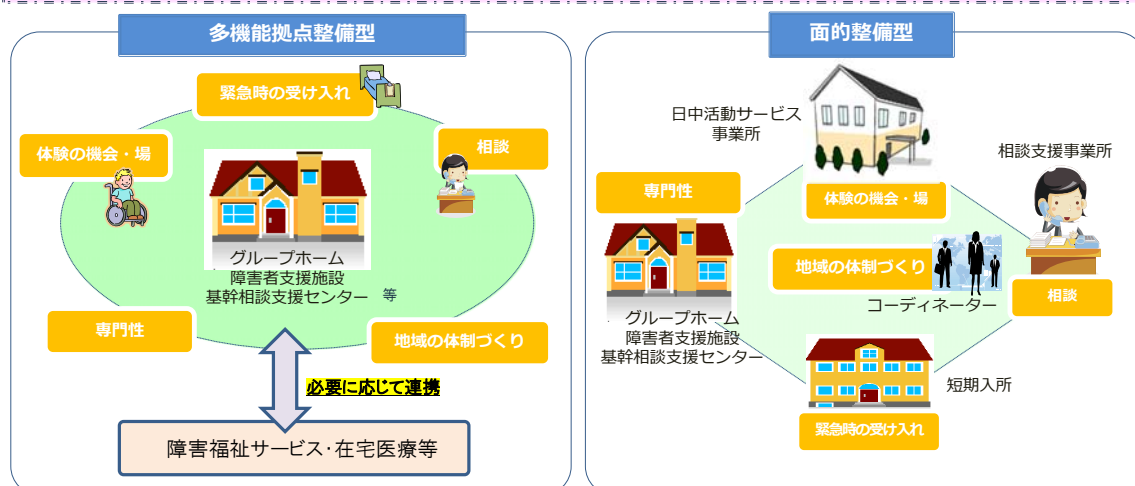 多機能拠点整備型
緊急時の受け入れ
体験の機会・場
相談
グループホーム
障害者支援施設
基幹相談支援センター 等
専門性
地域の体制づくり
必要に応じて連携
障害福祉サービス・在宅医療等
面的整備型
日中活動サービス
事業所
相談支援事業所
専門性
体験の機会・場
地域の体制づくり
コーディネーター
相談
グループホーム
障害者支援施設
基幹相談支援センター
短期入所
緊急時の受け入れ